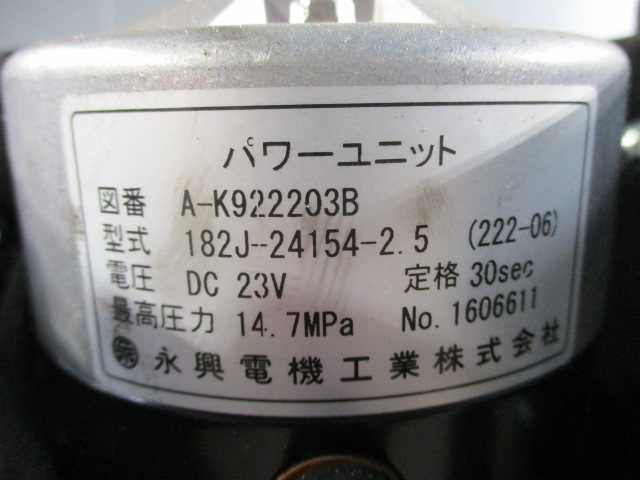 パワーユニット
図番 A-K922203B
型式 182J-24154-2.5 (222-06)
電圧 DC 23V 定格 30sec
最高圧力 14.7MPa No. 1606611
永興電機工業株式会社